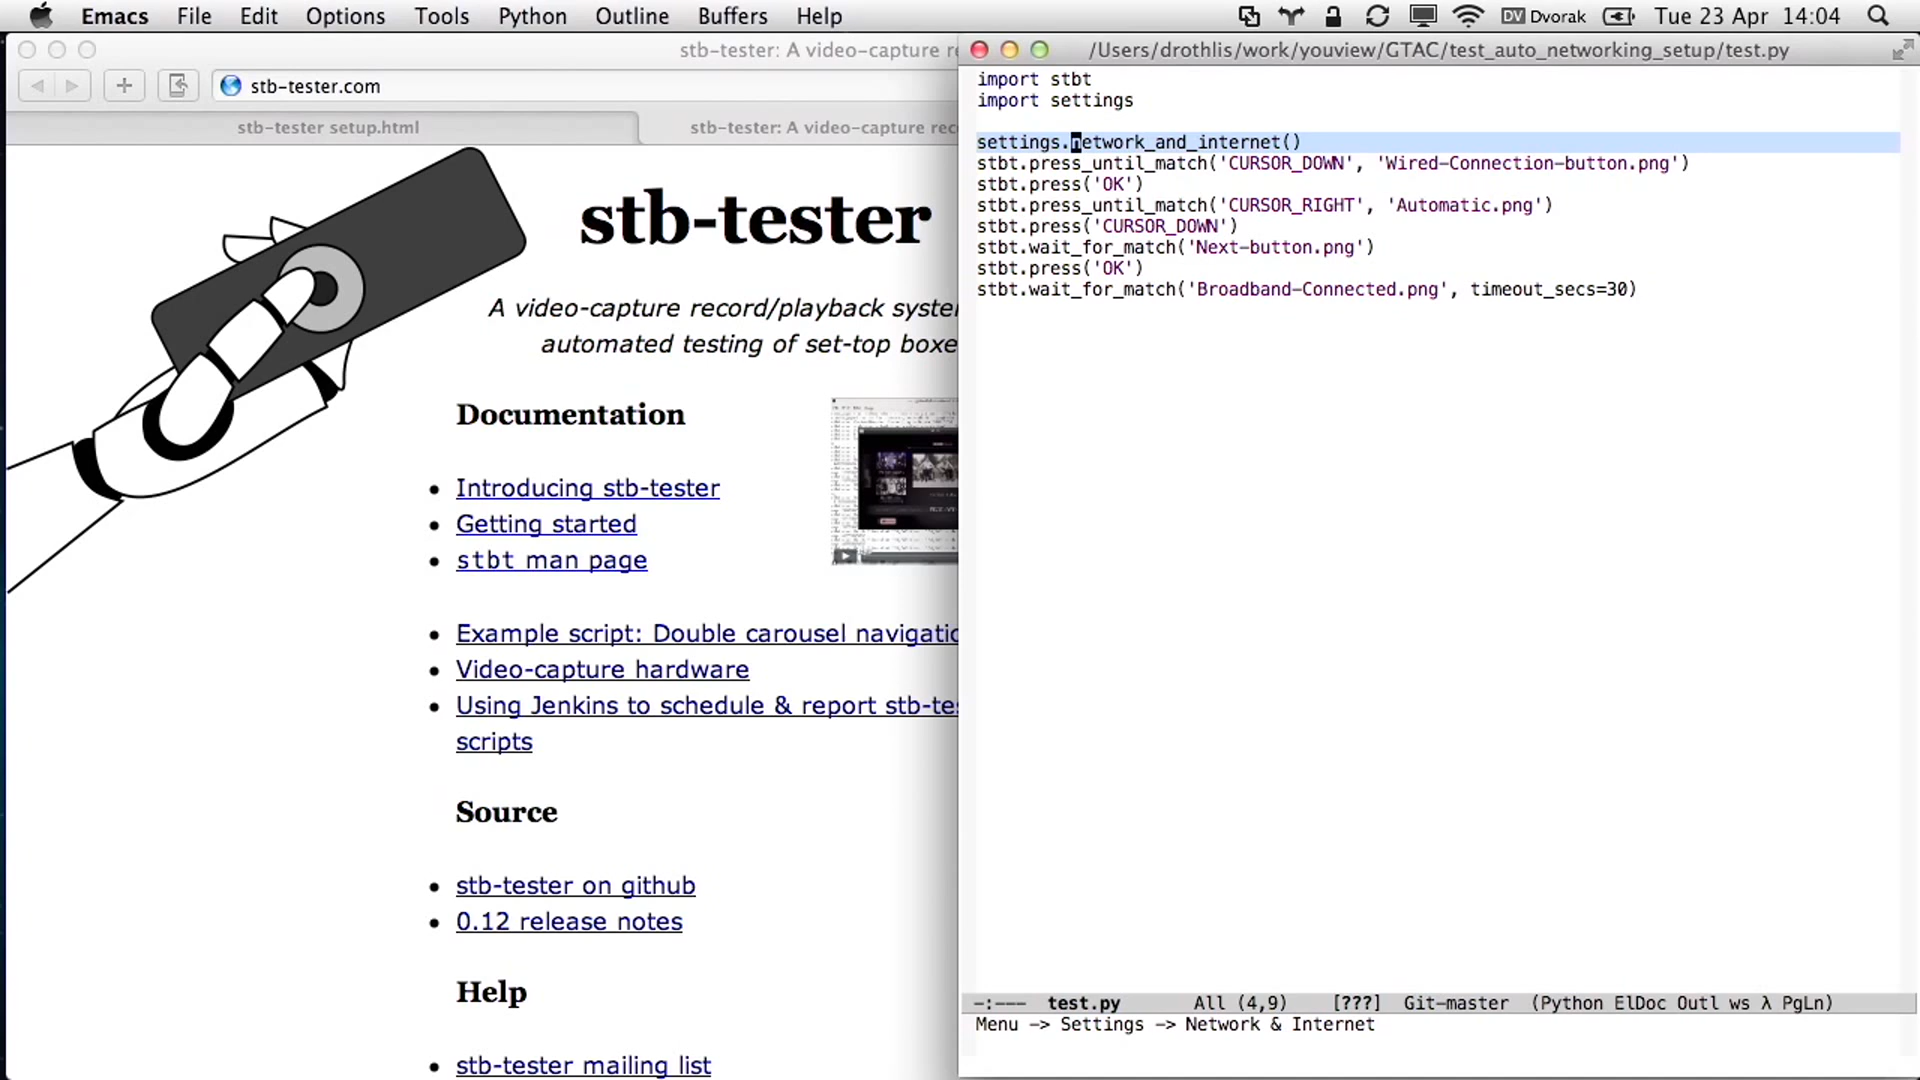 Emacs File Edit Options Tools Python Outline Buffers Help DV Dvorak Tue 23 Apr 14:04
stb-tester: A video-capture re
stb-tester.com
stb-tester setup.html
stb-tester: A video-capture reco
stb-tester
A video-capture record/playback syste
automated testing of set-top boxe
Documentation
Introducing stb-tester
Getting started
stbt man page
Example script: Double carousel navigatio
Video-capture hardware
Using Jenkins to schedule & report stb-te
scripts
Source
stb-tester on github
0.12 release notes
Help
stb-tester mailing list
/Users/drothlis/work/youview/GTAC/test_auto_networking_setup/test.py
import stbt
import settings
settings.network_and_internet()
stbt.press_until_match('CURSOR_DOWN', 'Wired-Connection-button.png')
stbt.press('OK')
stbt.press_until_match('CURSOR_RIGHT', 'Automatic.png')
stbt.press('CURSOR_DOWN')
stbt.wait_for_match('Next-button.png')
stbt.press('OK')
stbt.wait_for_match('Broadband-Connected.png', timeout_secs=30)
-:--- test.py All (4,9) [???] Git-master (Python ElDoc Outl ws λ PgLn)
Menu -> Settings -> Network & Internet